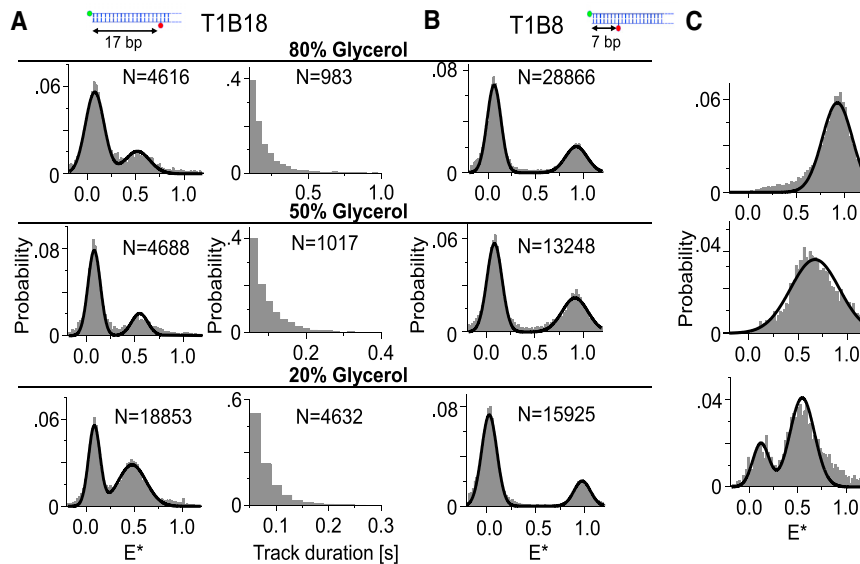 A T1B18 B T1B8 C
17 bp 7 bp
80% Glycerol
.06 N=4616 .4 N=983 .08 N=28866 .06
0 0 0 0
0.0 0.5 1.0 0.5 1.0 0.0 0.5 1.0 0.0 0.5 1.0
50% Glycerol
Probability Probability Probability
.08 N=4688 .4 N=1017 .06 N=13248 0.04
0 0 0 0
0.0 0.5 1.0 0.2 0.4 0.0 0.5 1.0 0.0 0.5 1.0
20% Glycerol
.06 N=18853 .6 N=4632 .08 N=15925 0.04
0 0 0 0
0.0 0.5 1.0 0.1 0.2 0.3 0.0 0.5 1.0 0.0 0.5 1.0
E* Track duration [s] E* E*